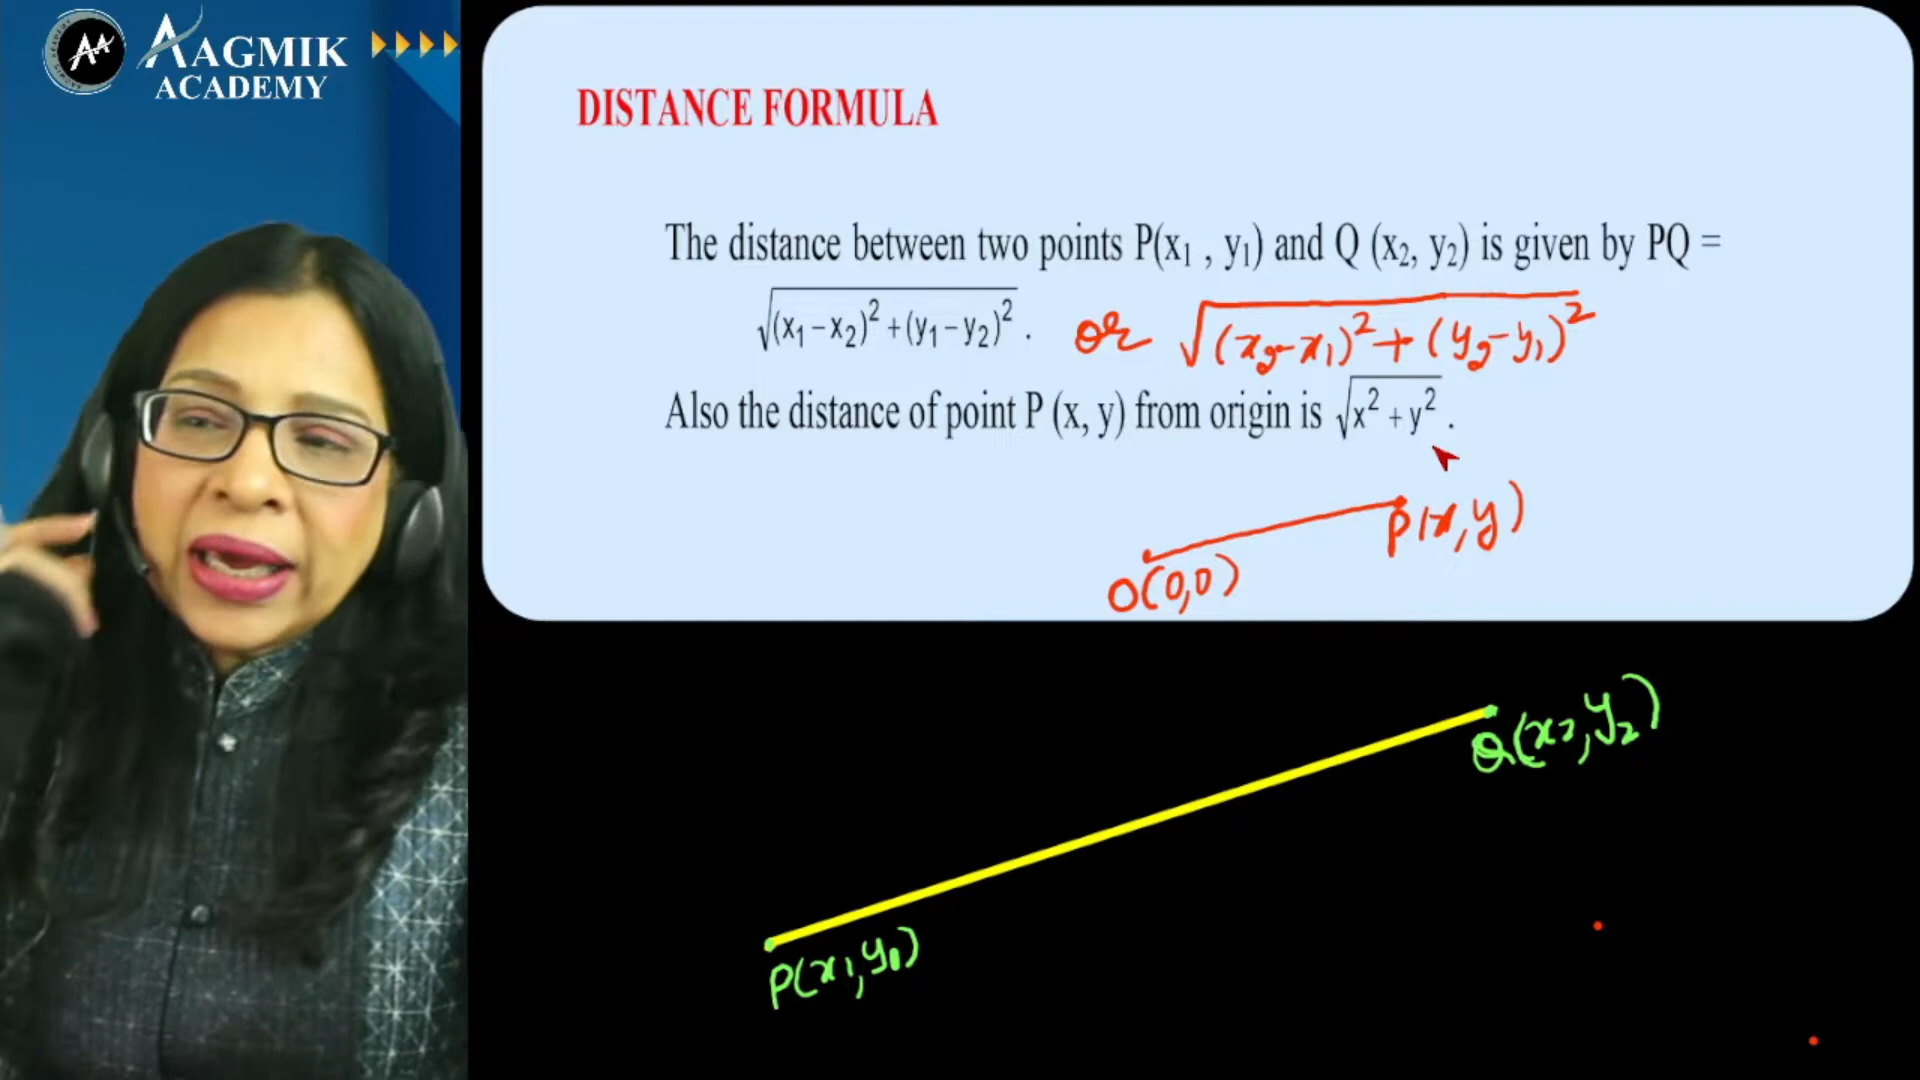 AAGMIK
ACADEMY
DISTANCE FORMULA
The distance between two points P(x₁ , y₁) and Q (x₂, y₂) is given by PQ =
√(x₁−x₂)² +(y₁−y₂)² . or √(x₂−x₁)²+(y₂−y₁)²
Also the distance of point P (x, y) from origin is √x² +y² .
P(x,y)
O(0,0)
Q(x₂,y₂)
P(x₁,y₁)